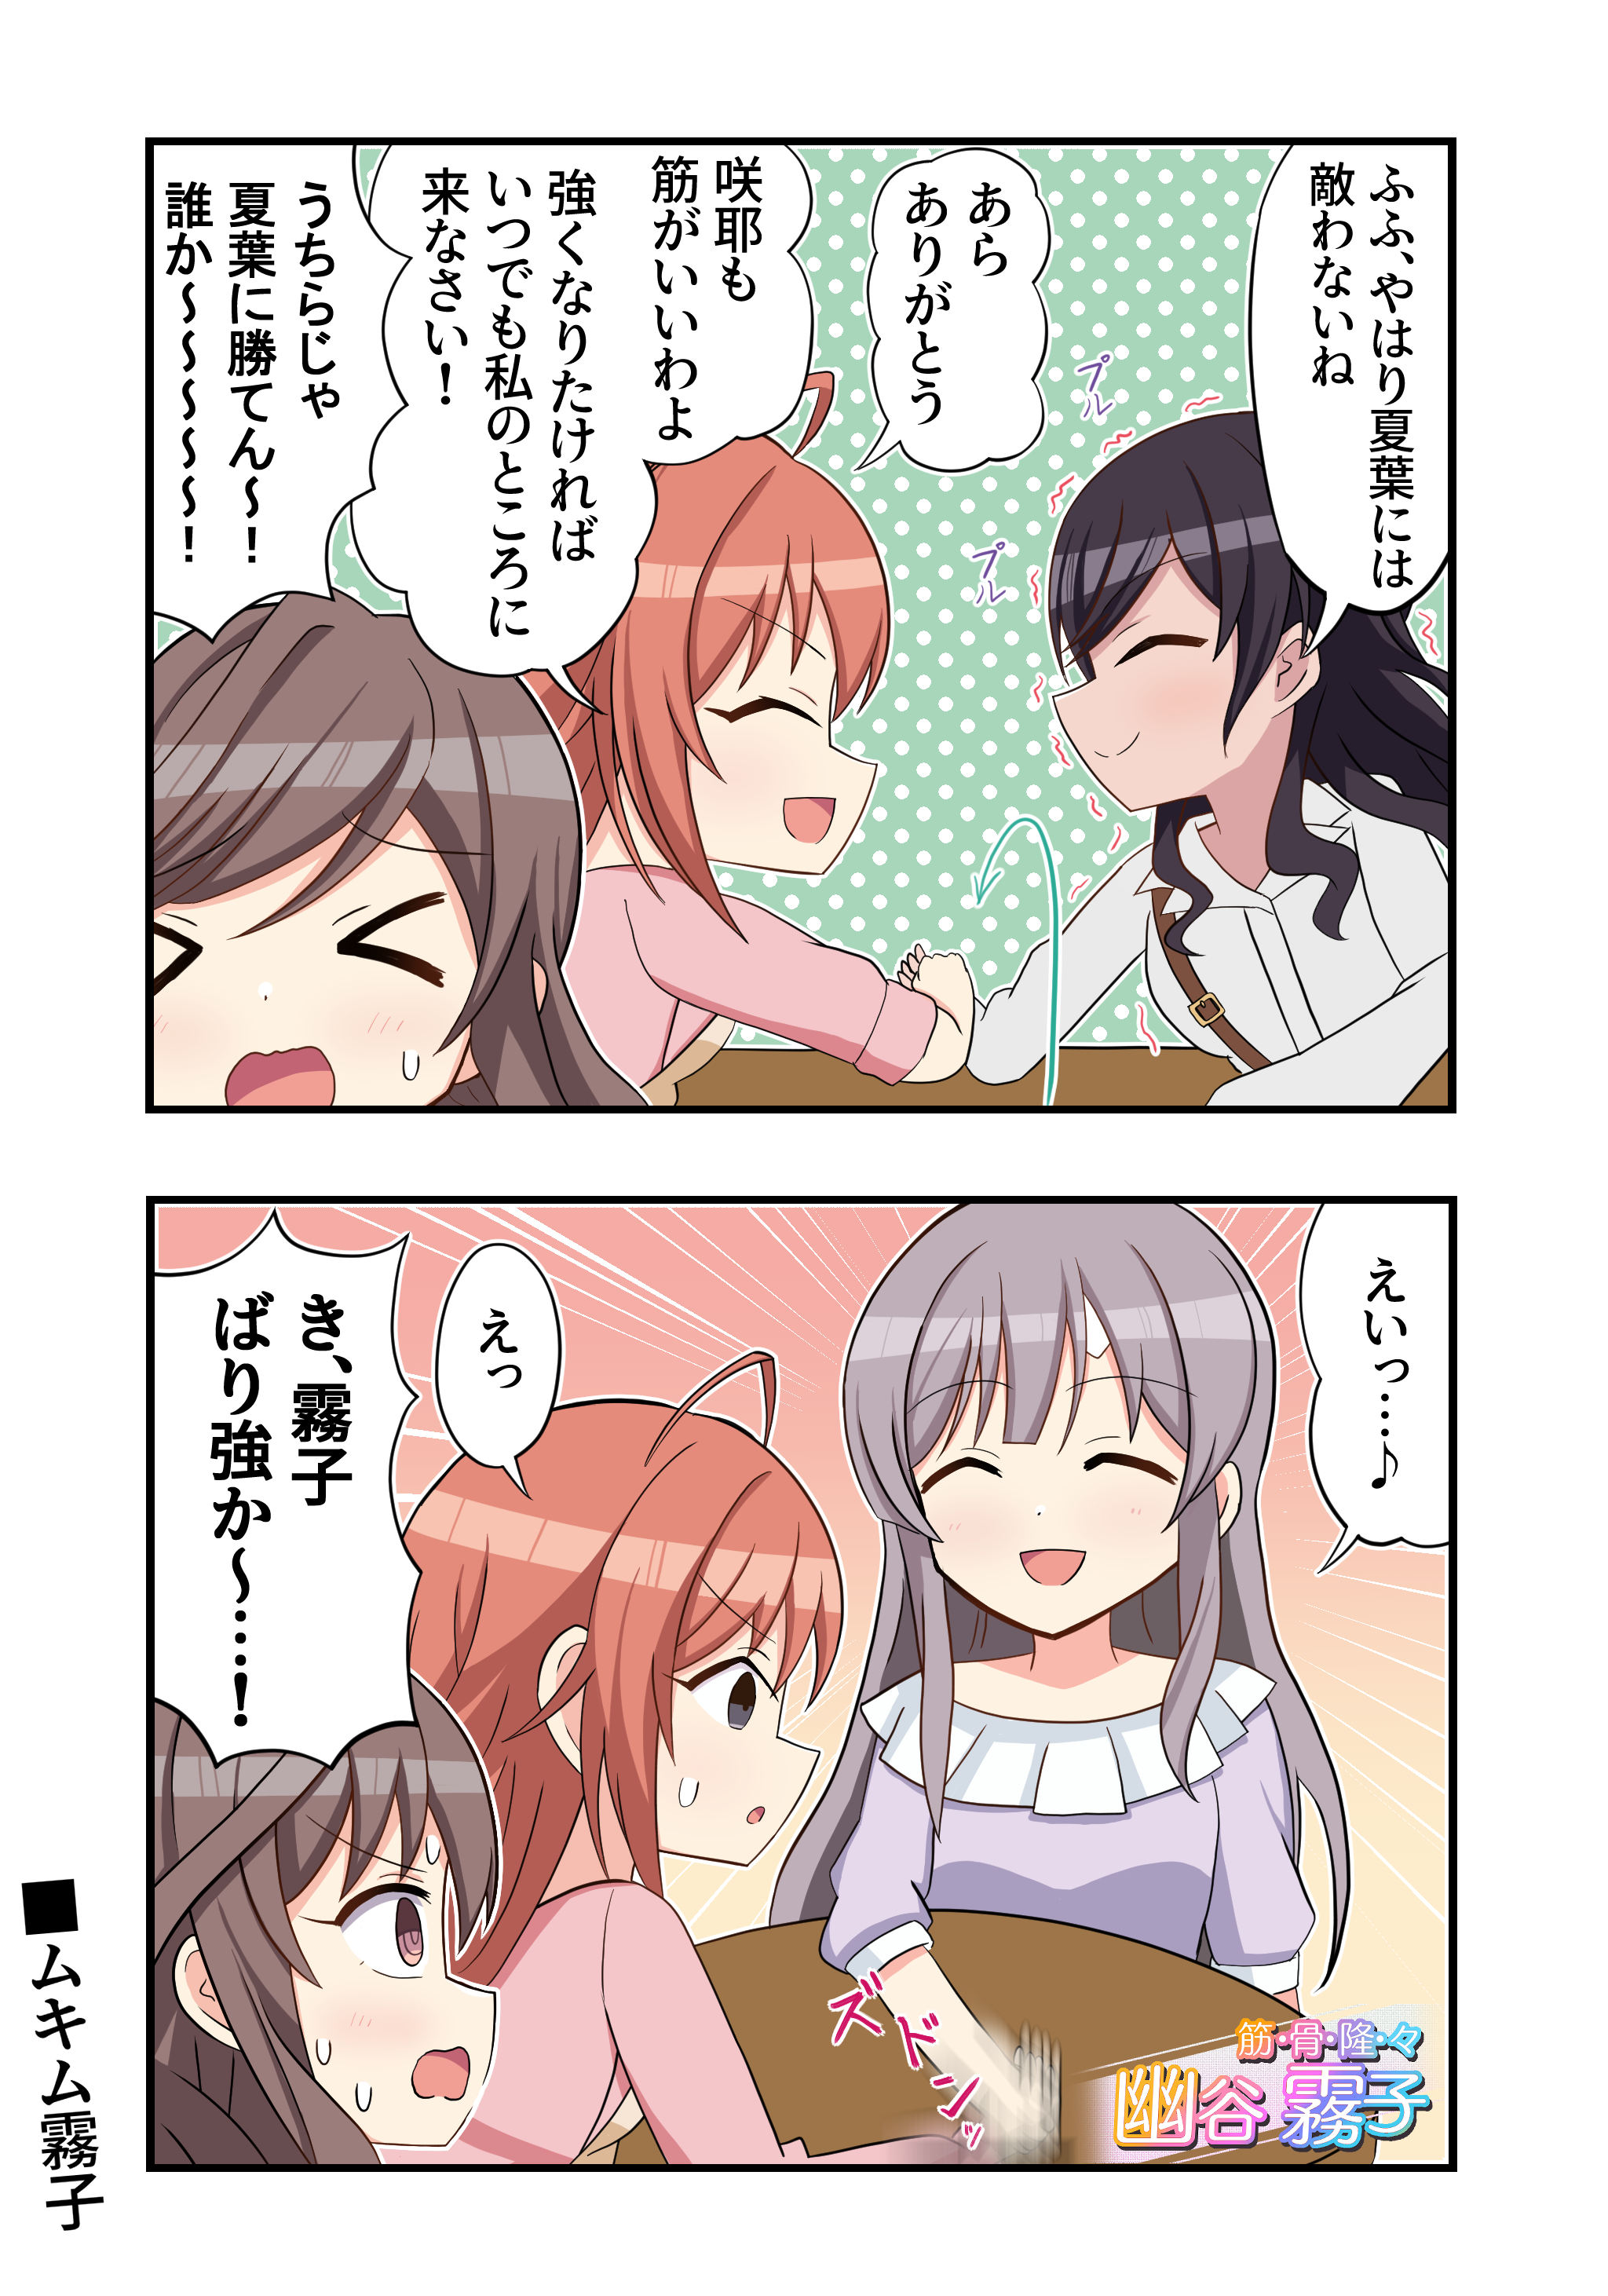 ふふ、やはり夏葉には
敵わないね
プル
プル
あら
ありがとう
咲耶も
筋がいいわよ
強くなりたければ
いつでも私のところに
来なさい！
うちらじゃ
夏葉に勝てん〜！
誰か〜〜〜〜〜！
えいっ……♪
えっ
き、霧子
ばり強か〜……！
ズドンッ
筋・骨・隆・々
幽谷霧子
■ムキムム霧子